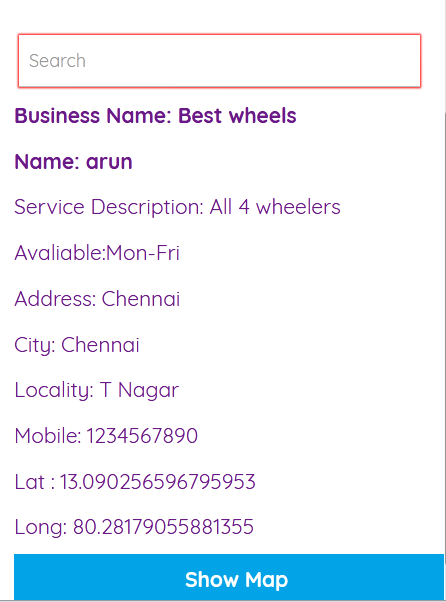 Search
Business Name: Best wheels
Name: arun
Service Description: All 4 wheelers
Avaliable:Mon-Fri
Address: Chennai
City: Chennai
Locality: T Nagar
Mobile: 1234567890
Lat : 13.090256596795953
Long: 80.28179055881355
Show Map